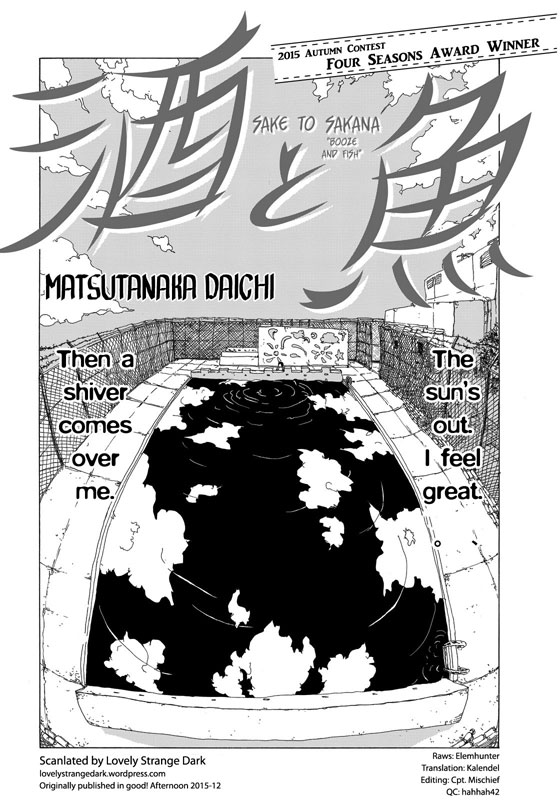 2015 AUTUMN CONTEST
FOUR SEASONS AWARD WINNER
酒と魚
SAKE TO SAKANA
"BOOZE
AND FISH"
MATSUTANAKA DAICHI
The
sun's
out.
I feel
great.
Then a
shiver
comes
over
me.
Scanlated by Lovely Strange Dark
lovelystrangedark.wordpress.com
Originally published in good! Afternoon 2015-12
Raws: Elemhunter
Translation: Kalendel
Editing: Cpt. Mischief
QC: hahhah42